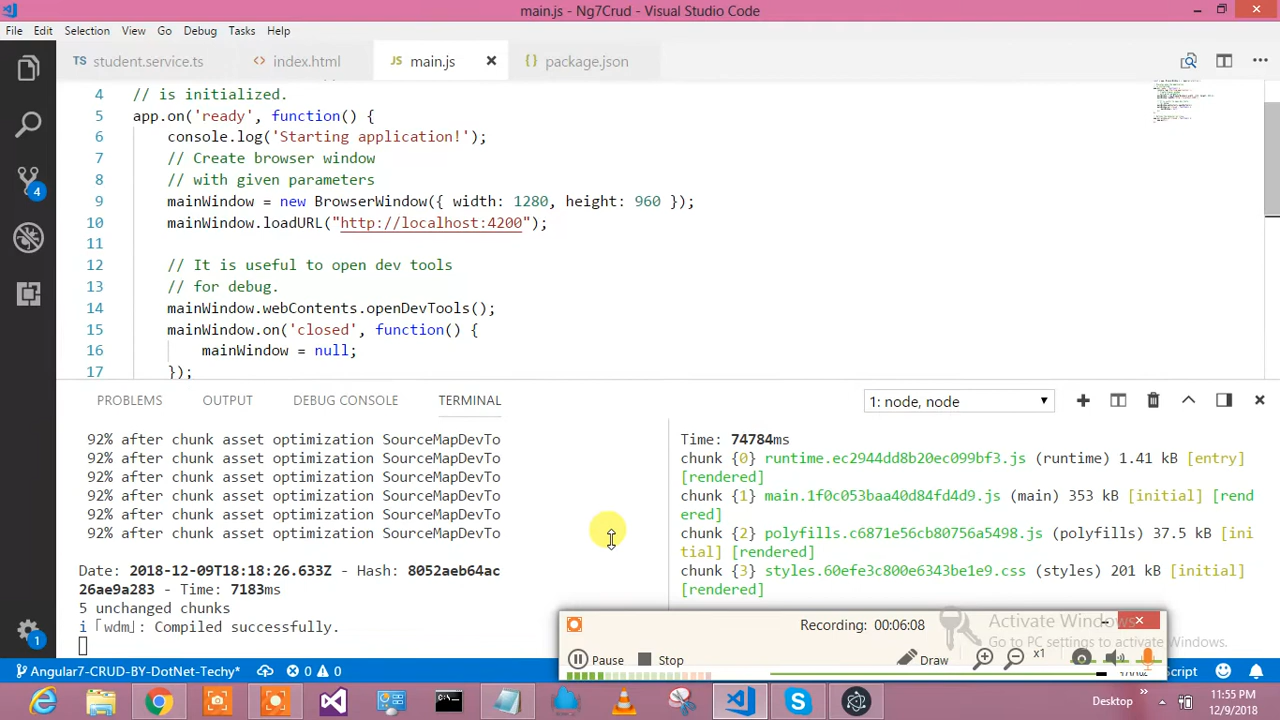 main.js - Ng7Crud - Visual Studio Code
File Edit Selection View Go Debug Tasks Help
TS student.service.ts
<> index.html
JS main.js
{} package.json
4 // is initialized.
5 app.on('ready', function() {
6 console.log('Starting application!');
7 // Create browser window
8 // with given parameters
9 mainWindow = new BrowserWindow({ width: 1280, height: 960 });
10 mainWindow.loadURL("http://localhost:4200");
11
12 // It is useful to open dev tools
13 // for debug.
14 mainWindow.webContents.openDevTools();
15 mainWindow.on('closed', function() {
16 mainWindow = null;
17 });
4
PROBLEMS OUTPUT DEBUG CONSOLE TERMINAL
1: node, node
92% after chunk asset optimization SourceMapDevTo
92% after chunk asset optimization SourceMapDevTo
92% after chunk asset optimization SourceMapDevTo
92% after chunk asset optimization SourceMapDevTo
92% after chunk asset optimization SourceMapDevTo
92% after chunk asset optimization SourceMapDevTo
Date: 2018-12-09T18:18:26.633Z - Hash: 8052aeb64ac
26ae9a283 - Time: 7183ms
5 unchanged chunks
i 「wdm」: Compiled successfully.
Time: 74784ms
chunk {0} runtime.ec2944dd8b20ec099bf3.js (runtime) 1.41 kB [entry]
[rendered]
chunk {1} main.1f0c053baa40d84fd4d9.js (main) 353 kB [initial] [rend
ered]
chunk {2} polyfills.c6871e56cb80756a5498.js (polyfills) 37.5 kB [ini
tial] [rendered]
chunk {3} styles.60efe3c800e6343be1e9.css (styles) 201 kB [initial]
[rendered]
Recording: 00:06:08
Activate Windows
Go to PC settings to activate Windows.
Pause Stop Draw x1
1
Angular7-CRUD-BY-DotNet-Techy* 0 0
Script
Desktop
11:55 PM
12/9/2018